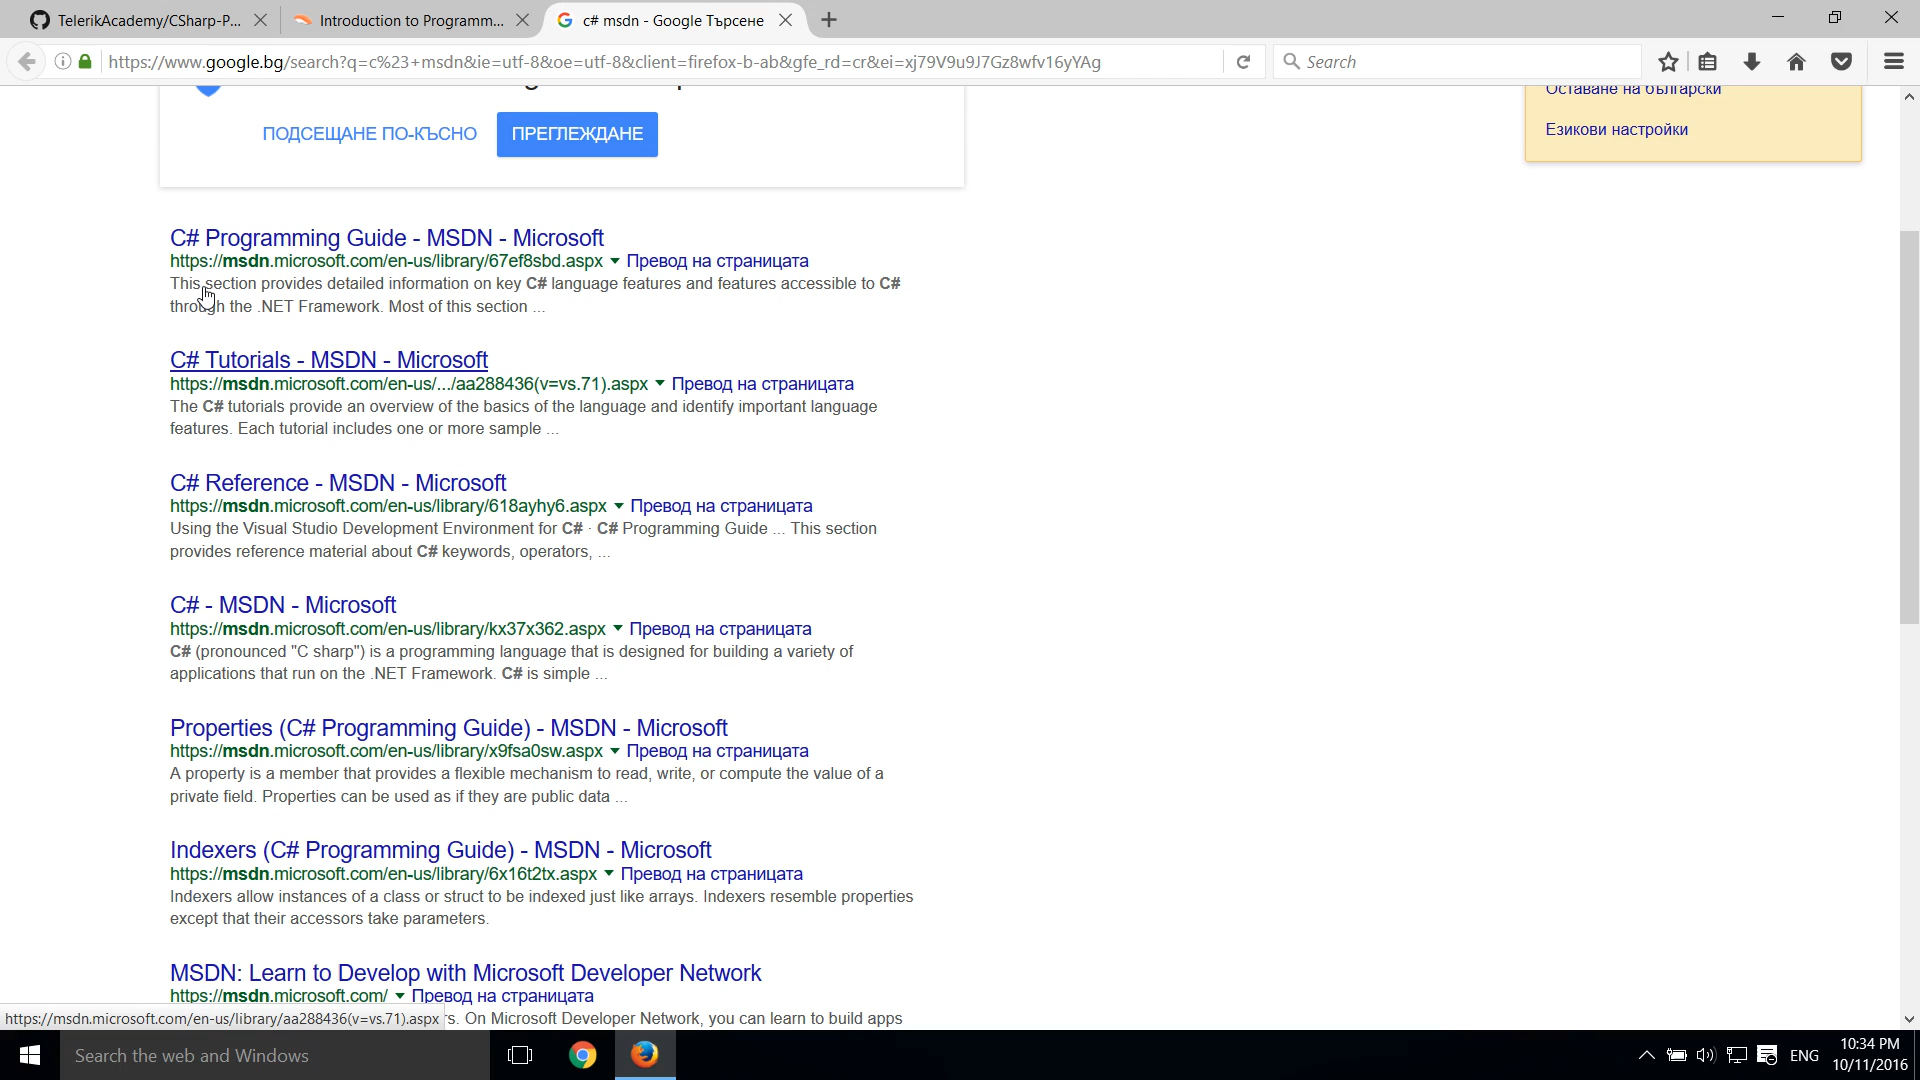 TelerikAcademy/CSharp-P...
Introduction to Programm...
c# msdn - Google Търсене
https://www.google.bg/search?q=c%23+msdn&ie=utf-8&oe=utf-8&client=firefox-b-ab&gfe_rd=cr&ei=xj79V9u9J7Gz8wfv16yYAg
Search
Оставане на български
ПОДСЕЩАНЕ ПО-КЪСНО
ПРЕГЛЕЖДАНЕ
Езикови настройки
C# Programming Guide - MSDN - Microsoft
https://msdn.microsoft.com/en-us/library/67ef8sbd.aspx Превод на страницата
This section provides detailed information on key C# language features and features accessible to C#
through the .NET Framework. Most of this section ...
C# Tutorials - MSDN - Microsoft
https://msdn.microsoft.com/en-us/.../aa288436(v=vs.71).aspx Превод на страницата
The C# tutorials provide an overview of the basics of the language and identify important language
features. Each tutorial includes one or more sample ...
C# Reference - MSDN - Microsoft
https://msdn.microsoft.com/en-us/library/618ayhy6.aspx Превод на страницата
Using the Visual Studio Development Environment for C# · C# Programming Guide ... This section
provides reference material about C# keywords, operators, ...
C# - MSDN - Microsoft
https://msdn.microsoft.com/en-us/library/kx37x362.aspx Превод на страницата
C# (pronounced "C sharp") is a programming language that is designed for building a variety of
applications that run on the .NET Framework. C# is simple ...
Properties (C# Programming Guide) - MSDN - Microsoft
https://msdn.microsoft.com/en-us/library/x9fsa0sw.aspx Превод на страницата
A property is a member that provides a flexible mechanism to read, write, or compute the value of a
private field. Properties can be used as if they are public data ...
Indexers (C# Programming Guide) - MSDN - Microsoft
https://msdn.microsoft.com/en-us/library/6x16t2tx.aspx Превод на страницата
Indexers allow instances of a class or struct to be indexed just like arrays. Indexers resemble properties
except that their accessors take parameters.
MSDN: Learn to Develop with Microsoft Developer Network
https://msdn.microsoft.com/ Превод на страницата
https://msdn.microsoft.com/en-us/library/aa288436(v=vs.71).aspx
s. On Microsoft Developer Network, you can learn to build apps
Search the web and Windows
ENG
10:34 PM
10/11/2016